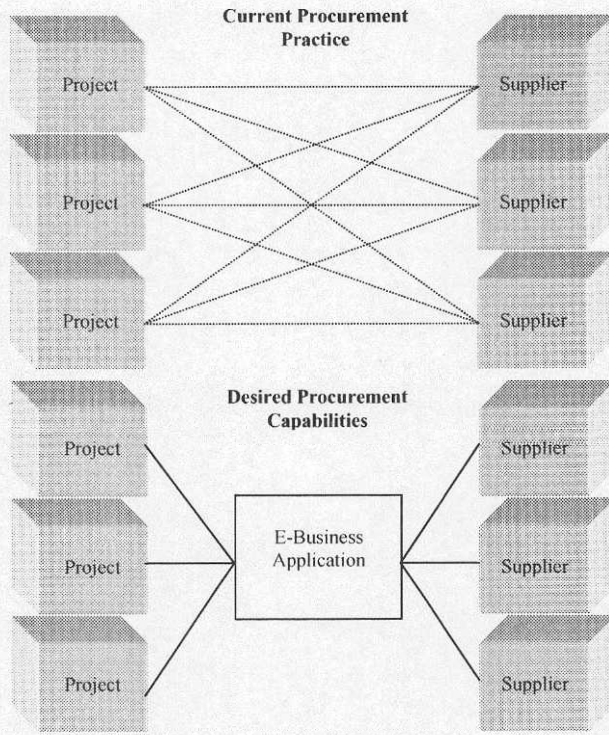 Current Procurement
Practice
Project
Supplier
Project
Supplier
Project
Supplier
Desired Procurement
Capabilities
Project
Supplier
E-Business
Application
Project
Supplier
Project
Supplier